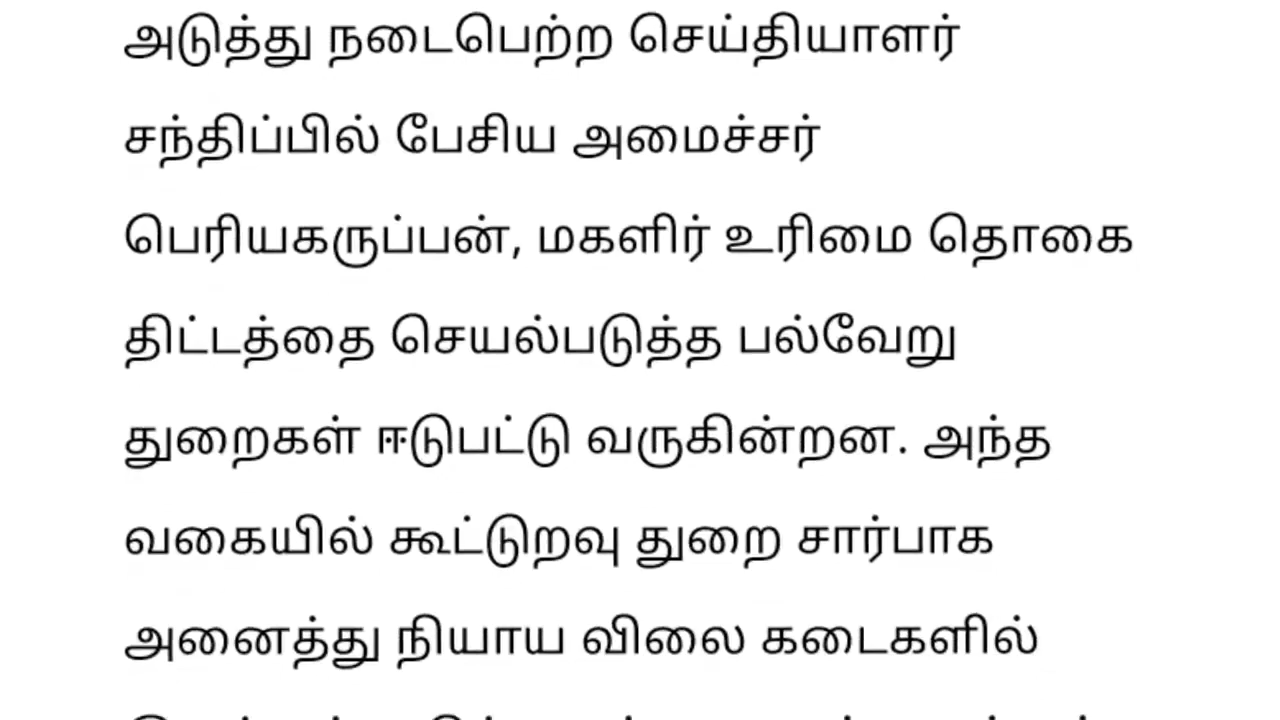 அடுத்து நடைபெற்ற செய்தியாளர்
சந்திப்பில் பேசிய அமைச்சர்
பெரியகருப்பன், மகளிர் உரிமை தொகை
திட்டத்தை செயல்படுத்த பல்வேறு
துறைகள் ஈடுபட்டு வருகின்றன. அந்த
வகையில் கூட்டுறவு துறை சார்பாக
அனைத்து நியாய விலை கடைகளில்